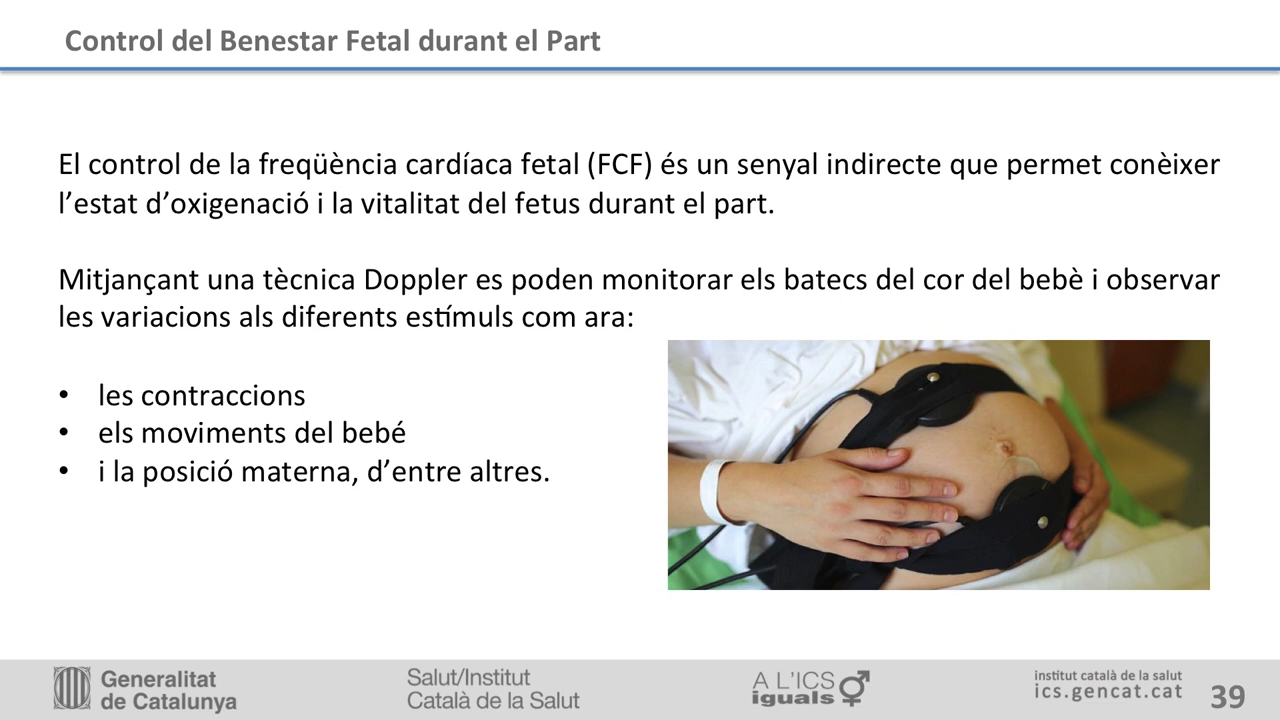 Control del Benestar Fetal durant el Part
El control de la freqüència cardíaca fetal (FCF) és un senyal indirecte que permet conèixer
l’estat d’oxigenació i la vitalitat del fetus durant el part.
Mitjançant una tècnica Doppler es poden monitorar els batecs del cor del bebè i observar
les variacions als diferents estímuls com ara:
• les contraccions
• els moviments del bebé
• i la posició materna, d’entre altres.
Generalitat
de Catalunya
Salut/Institut
Català de la Salut
A L'ICS
iguals
institut català de la salut
ics.gencat.cat
39